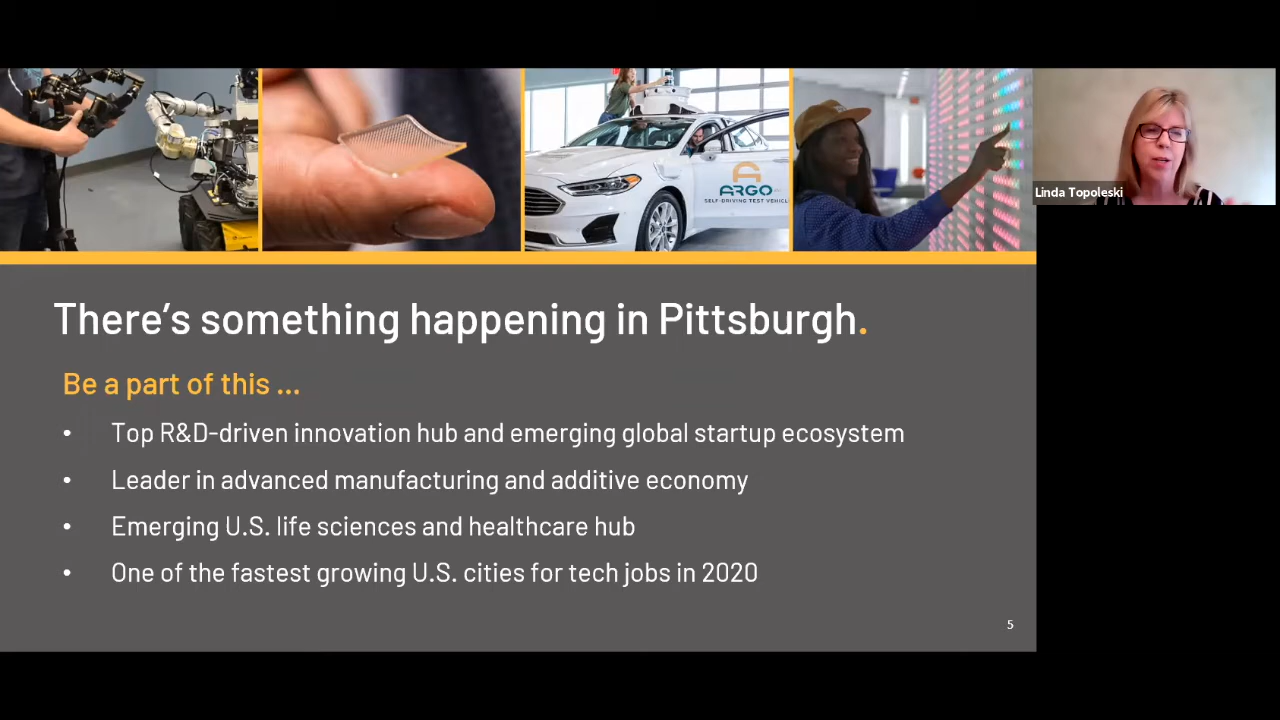 ARGO
SELF-DRIVING TEST VEHICL
Linda Topoleski
There's something happening in Pittsburgh.
Be a part of this ...
• Top R&D-driven innovation hub and emerging global startup ecosystem
• Leader in advanced manufacturing and additive economy
• Emerging U.S. life sciences and healthcare hub
• One of the fastest growing U.S. cities for tech jobs in 2020
5